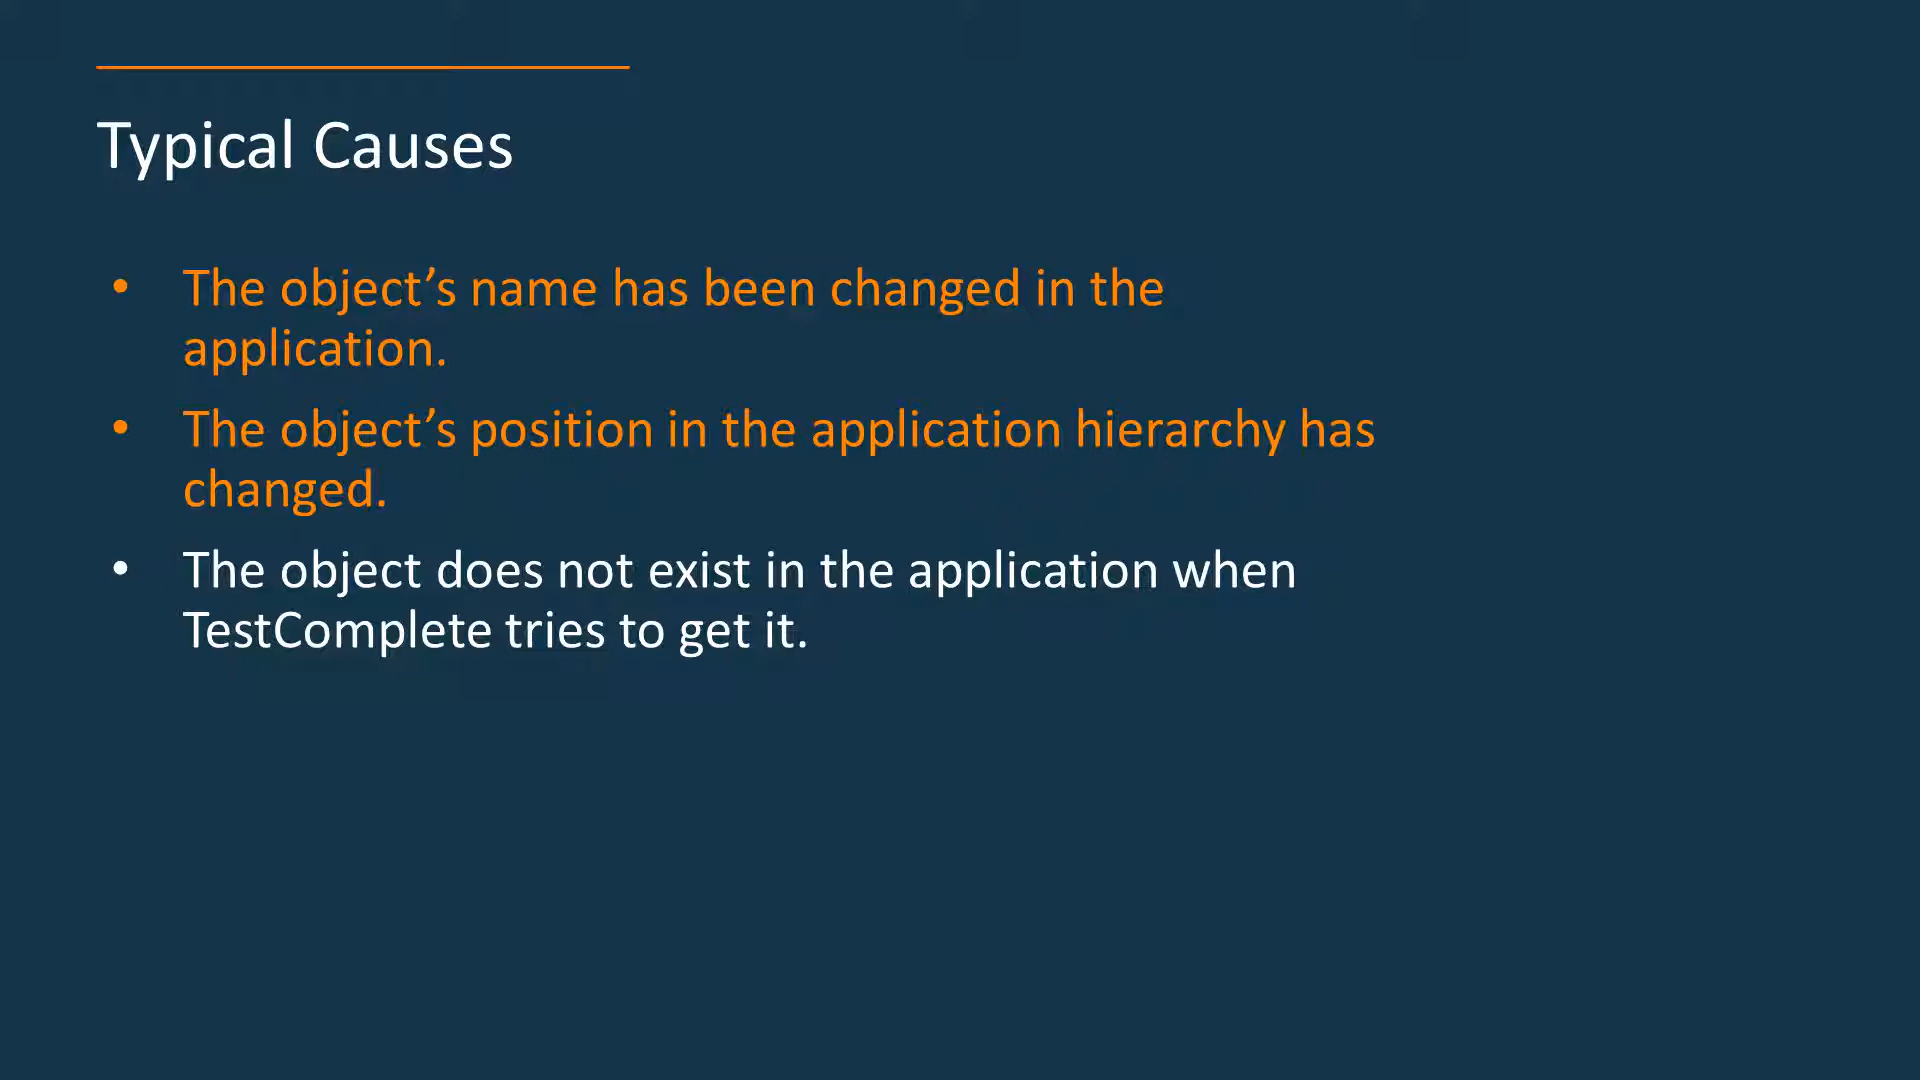 Typical Causes
• The object’s name has been changed in the
application.
• The object’s position in the application hierarchy has
changed.
• The object does not exist in the application when
TestComplete tries to get it.